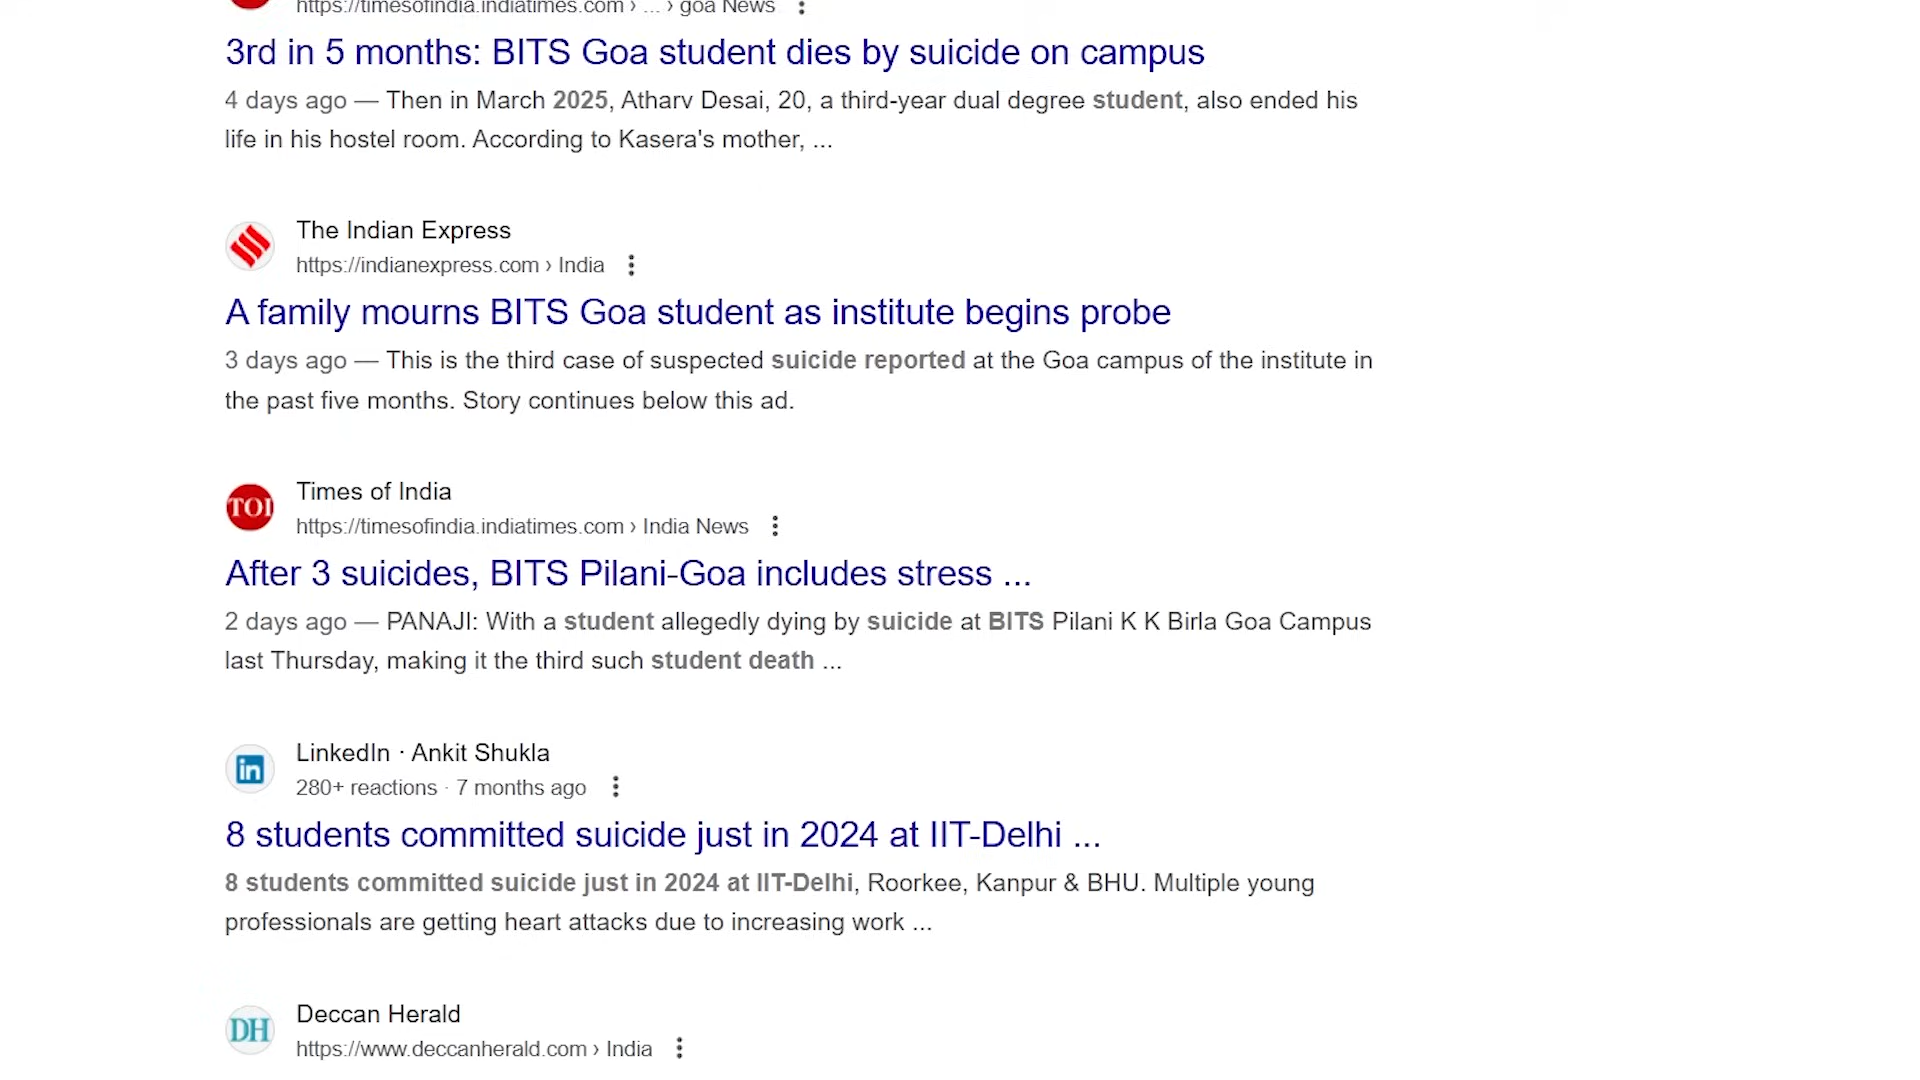 https://timesofindia.indiatimes.com › ... › goa News
3rd in 5 months: BITS Goa student dies by suicide on campus
4 days ago — Then in March 2025, Atharv Desai, 20, a third-year dual degree student, also ended his
life in his hostel room. According to Kasera's mother, ...
The Indian Express
https://indianexpress.com › India
A family mourns BITS Goa student as institute begins probe
3 days ago — This is the third case of suspected suicide reported at the Goa campus of the institute in
the past five months. Story continues below this ad.
TOI
Times of India
https://timesofindia.indiatimes.com › India News
After 3 suicides, BITS Pilani-Goa includes stress ...
2 days ago — PANAJI: With a student allegedly dying by suicide at BITS Pilani K K Birla Goa Campus
last Thursday, making it the third such student death ...
in
LinkedIn · Ankit Shukla
280+ reactions · 7 months ago
8 students committed suicide just in 2024 at IIT-Delhi ...
8 students committed suicide just in 2024 at IIT-Delhi, Roorkee, Kanpur & BHU. Multiple young
professionals are getting heart attacks due to increasing work ...
DH
Deccan Herald
https://www.deccanherald.com › India